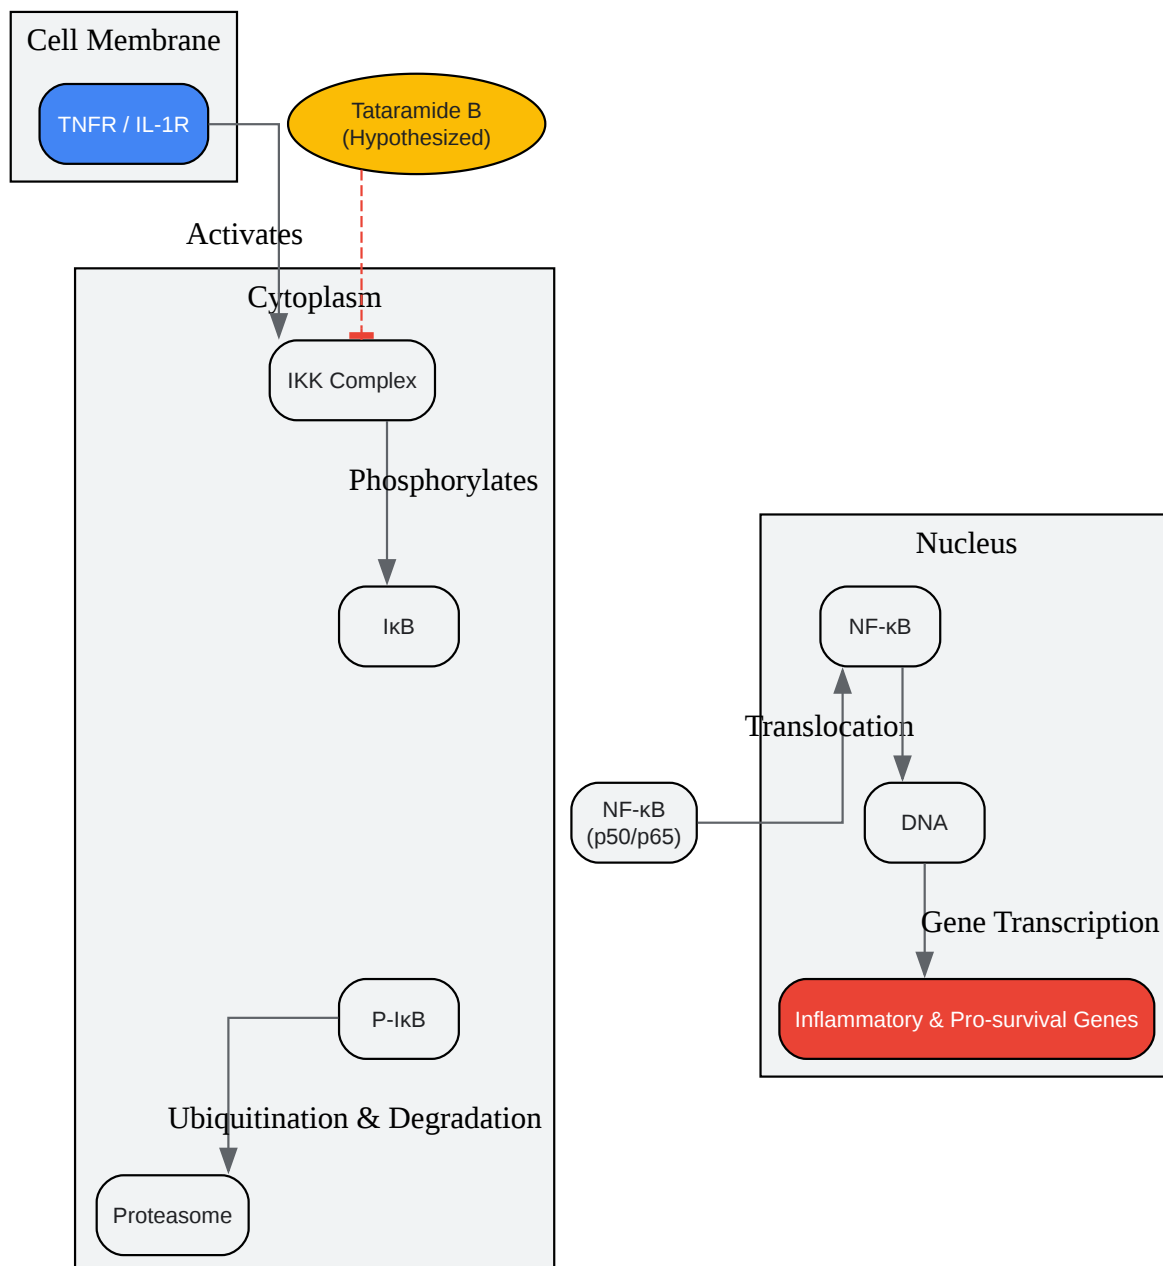 Cell Membrane
TNFR / IL-1R
Tataramide B
(Hypothesized)
Activates
Cytoplasm
IKK Complex
Phosphorylates
IκB
Nucleus
NF-κB
Translocation
NF-κB
(p50/p65)
DNA
Gene Transcription
P-IκB
Inflammatory & Pro-survival Genes
Ubiquitination & Degradation
Proteasome